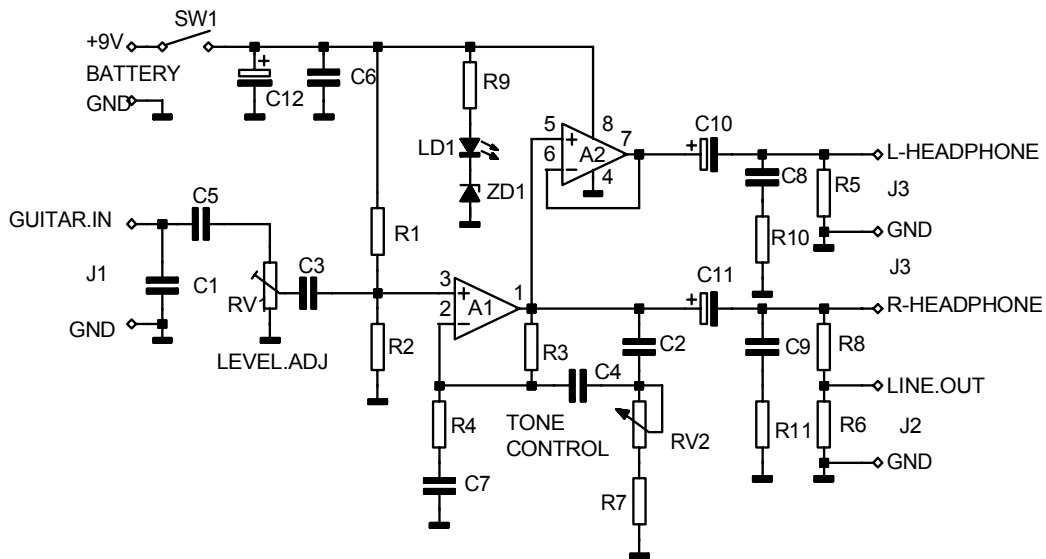 SW1
+9V
BATTERY
GND
C12
C6
R9
LD1
ZD1
5
6
+
−
A2
8
7
4
C10
+
L-HEADPHONE
C8
R5
J3
R10
GND
J3
C5
GUITAR.IN
J1
C1
GND
RV1
C3
LEVEL.ADJ
R1
R2
3
2
+
−
A1
1
C11
+
R-HEADPHONE
R3
C2
C9
R8
C4
LINE.OUT
R4
TONE
CONTROL
RV2
R11
R6
J2
C7
R7
GND
+